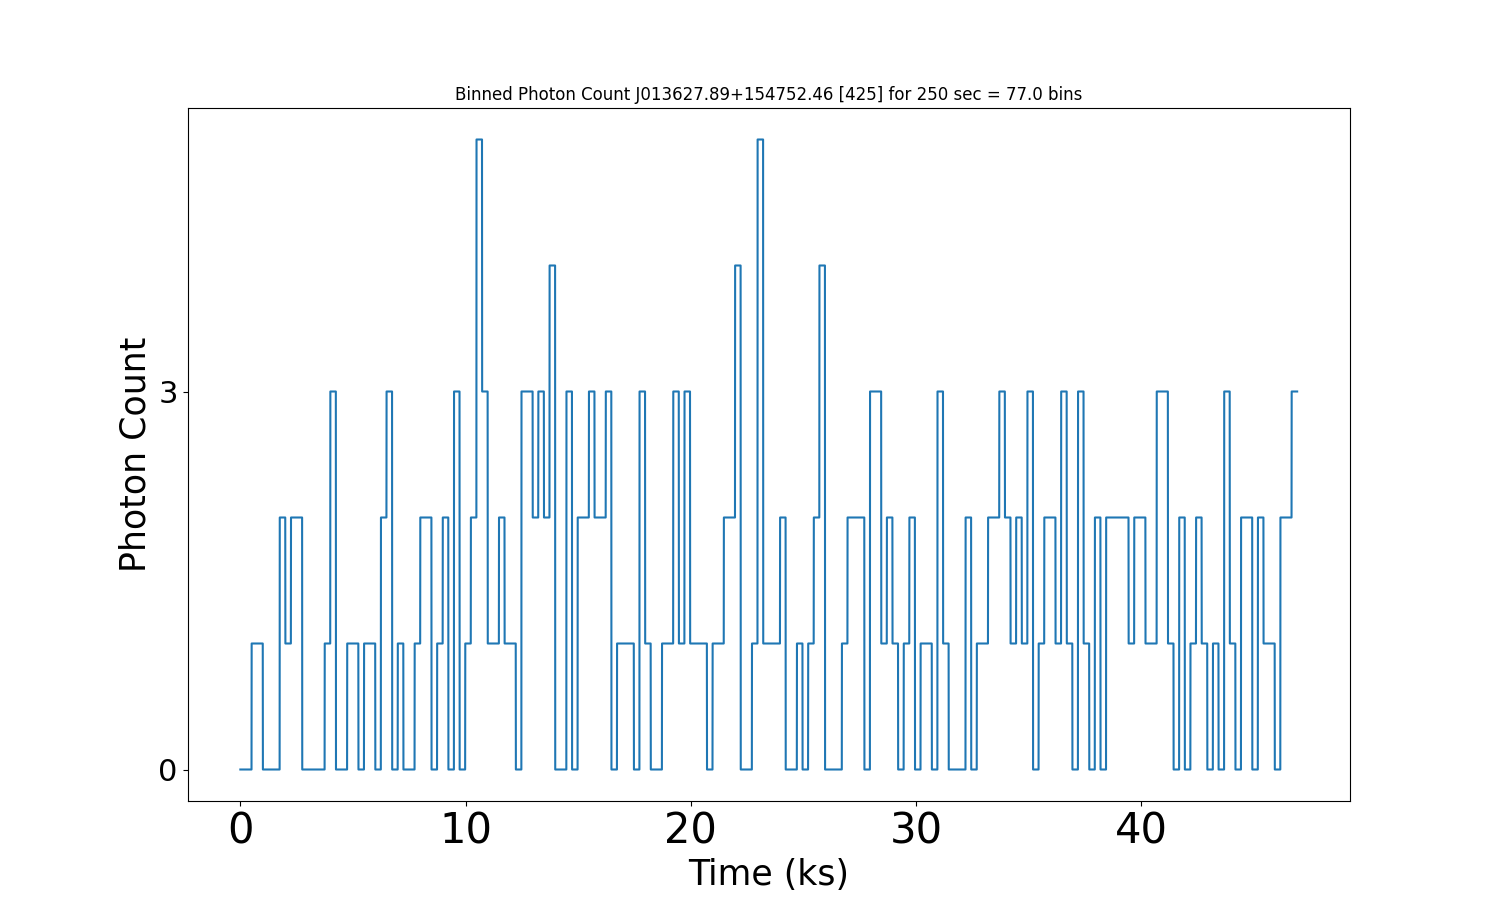 Binned Photon Count J013627.89+154752.46 [425] for 250 sec = 77.0 bins
Photon Count
3
0
0 10 20 30 40
Time (ks)